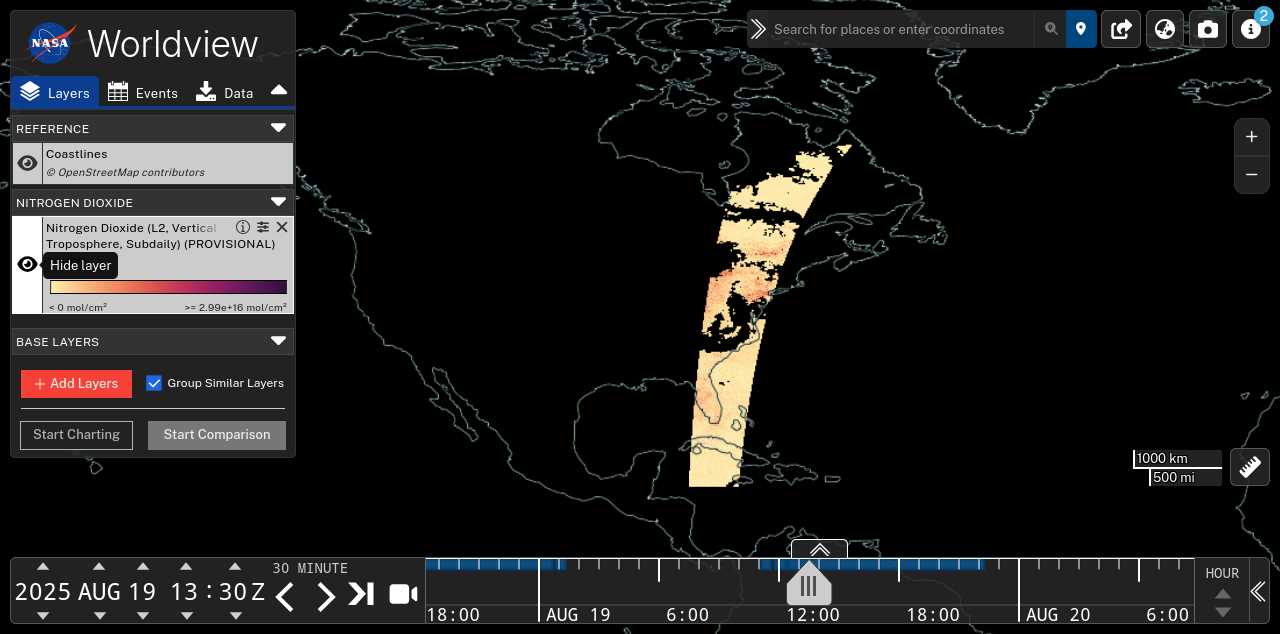 NASA
Worldview
Layers
Events
Data
REFERENCE
Coastlines
© OpenStreetMap contributors
NITROGEN DIOXIDE
Nitrogen Dioxide (L2, Vertical
Troposphere, Subdaily) (PROVISIONAL)
Hide layer
< 0 mol/cm²
>= 2.99e+16 mol/cm²
BASE LAYERS
+ Add Layers
Group Similar Layers
Start Charting
Start Comparison
Search for places or enter coordinates
2
+
−
1000 km
500 mi
30 MINUTE
2025 AUG 19 13 : 30 Z
18:00
AUG 19
6:00
12:00
18:00
AUG 20
6:00
HOUR